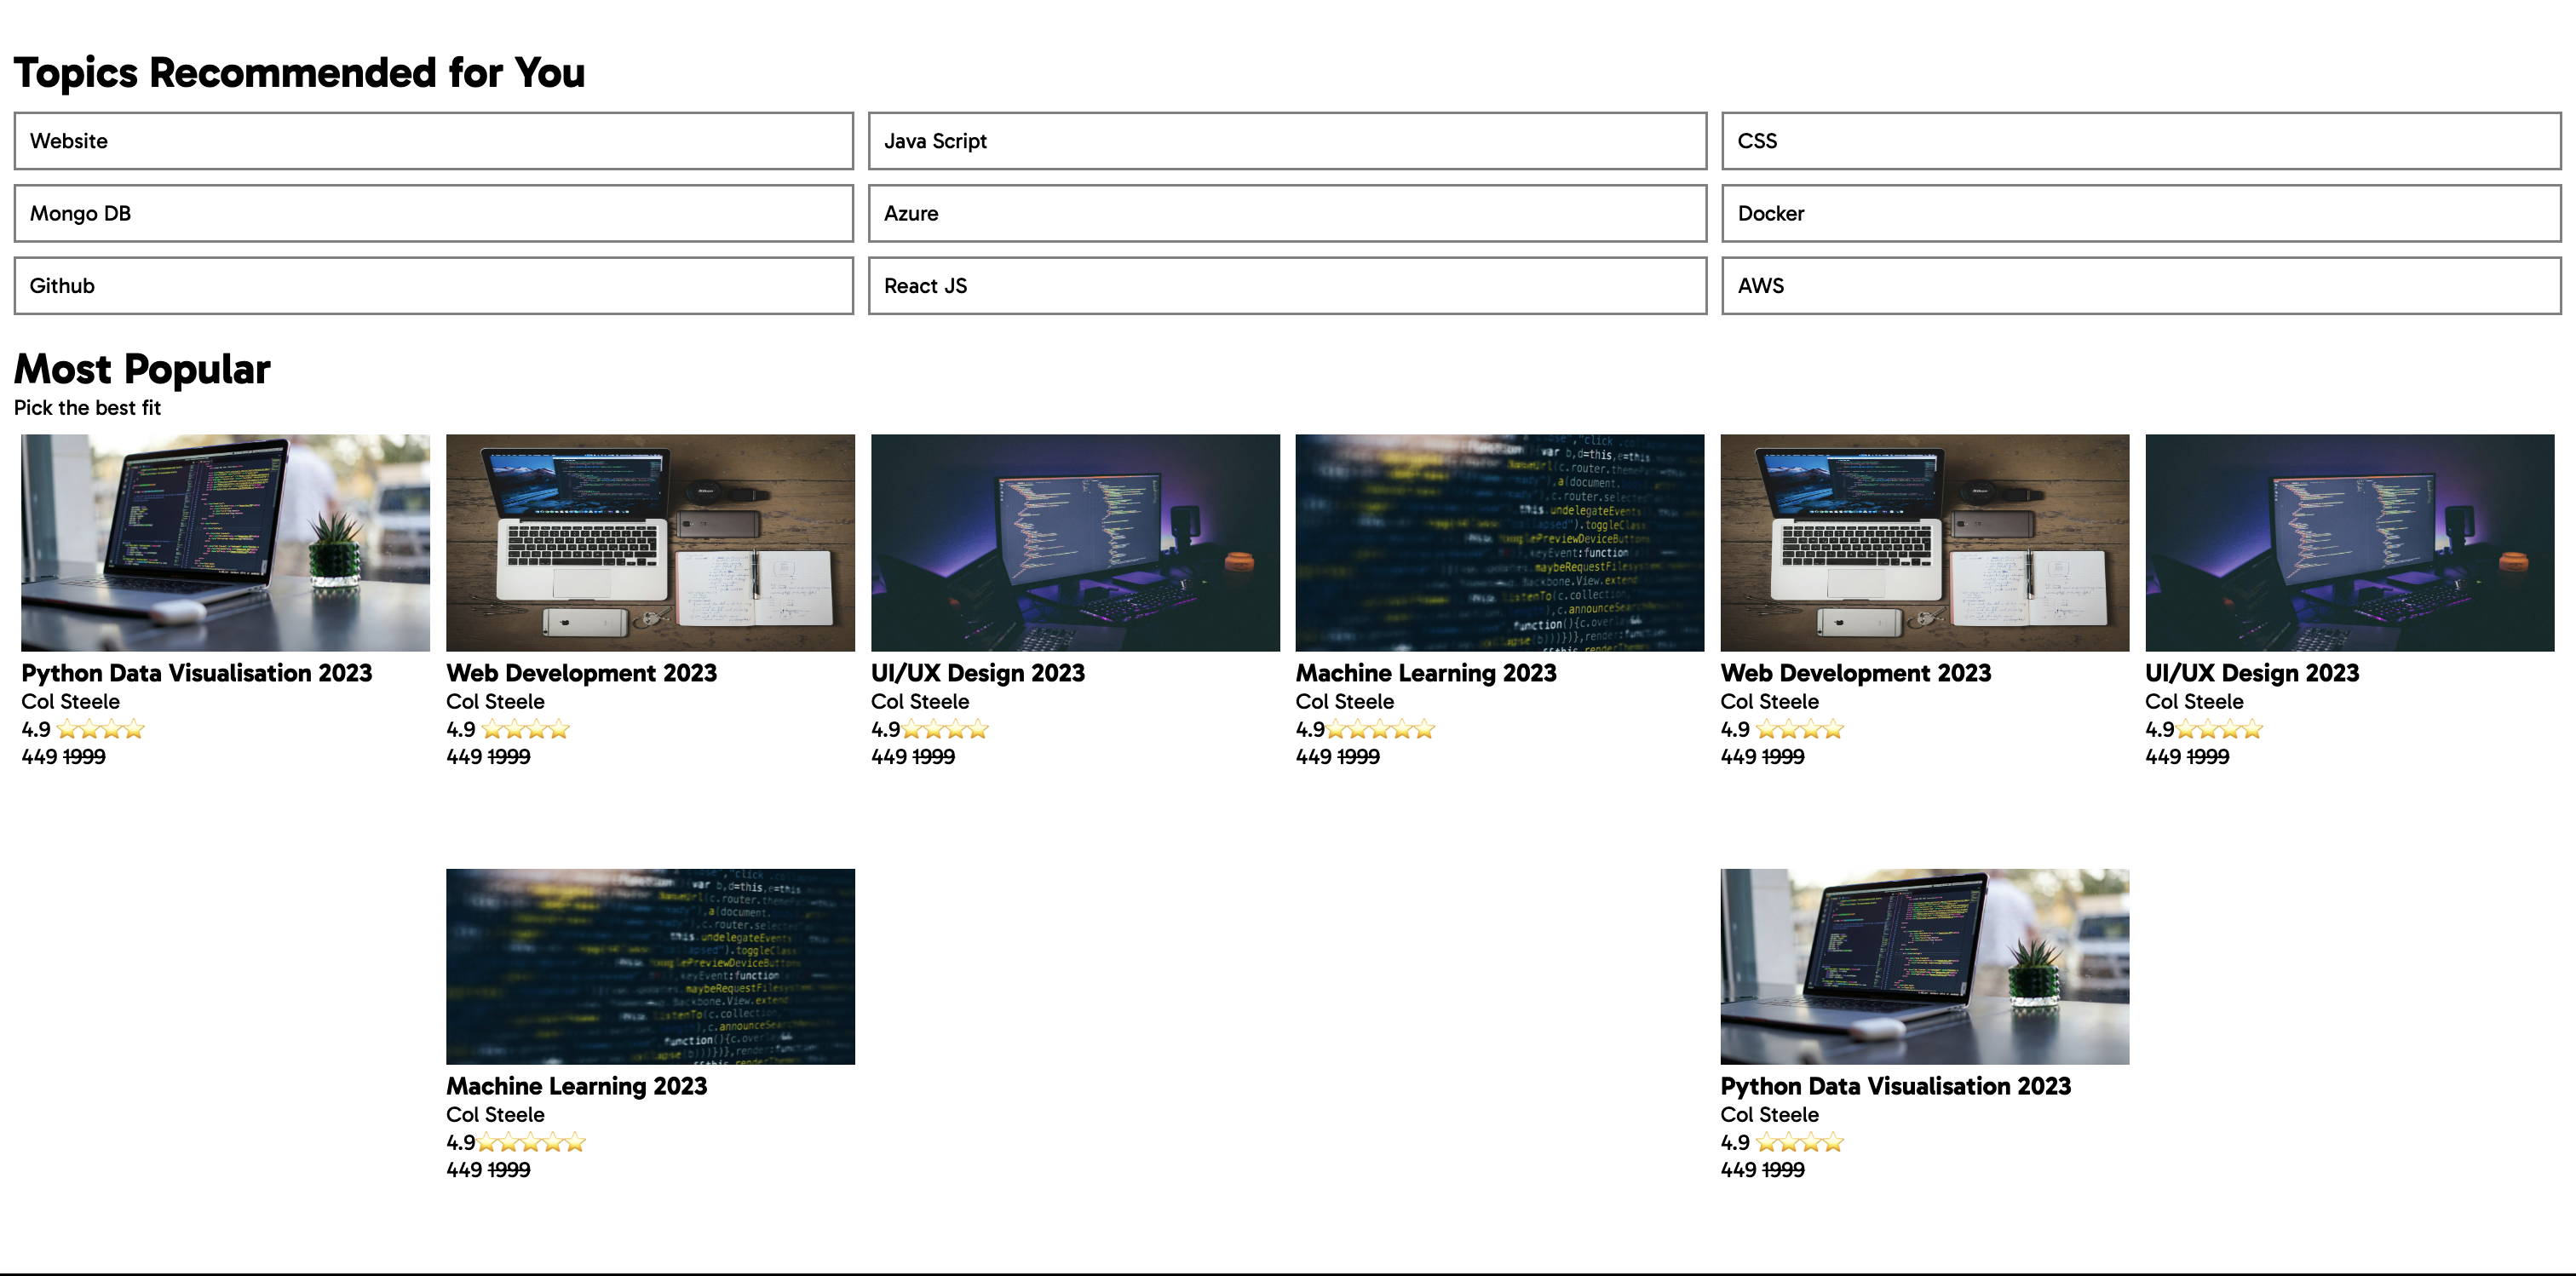 Topics Recommended for You
Website
Java Script
CSS
Mongo DB
Azure
Docker
Github
React JS
AWS
Most Popular
Pick the best fit
Python Data Visualisation 2023
Col Steele
4.9 ⭐⭐⭐⭐
449 1999
Web Development 2023
Col Steele
4.9 ⭐⭐⭐⭐
449 1999
UI/UX Design 2023
Col Steele
4.9⭐⭐⭐⭐
449 1999
Machine Learning 2023
Col Steele
4.9⭐⭐⭐⭐⭐
449 1999
Web Development 2023
Col Steele
4.9 ⭐⭐⭐⭐
449 1999
UI/UX Design 2023
Col Steele
4.9⭐⭐⭐⭐
449 1999
Machine Learning 2023
Col Steele
4.9⭐⭐⭐⭐⭐
449 1999
Python Data Visualisation 2023
Col Steele
4.9 ⭐⭐⭐⭐
449 1999